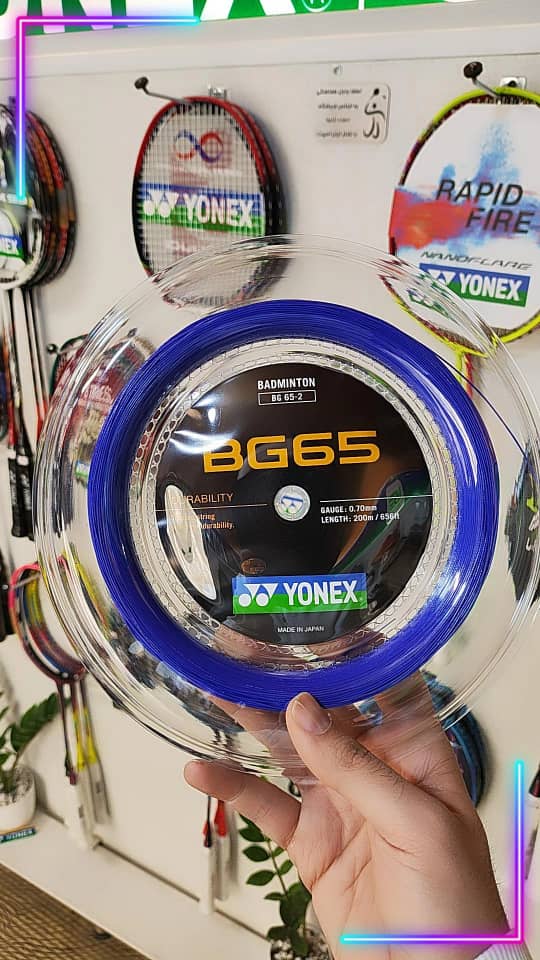 YONEX
RAPID
FIRE
NANOFLARE
YONEX
BADMINTON
BG 65-2
BG65
GAUGE: 0.70mm
LENGTH: 200m / 656ft
durability.
YONEX
MADE IN JAPAN